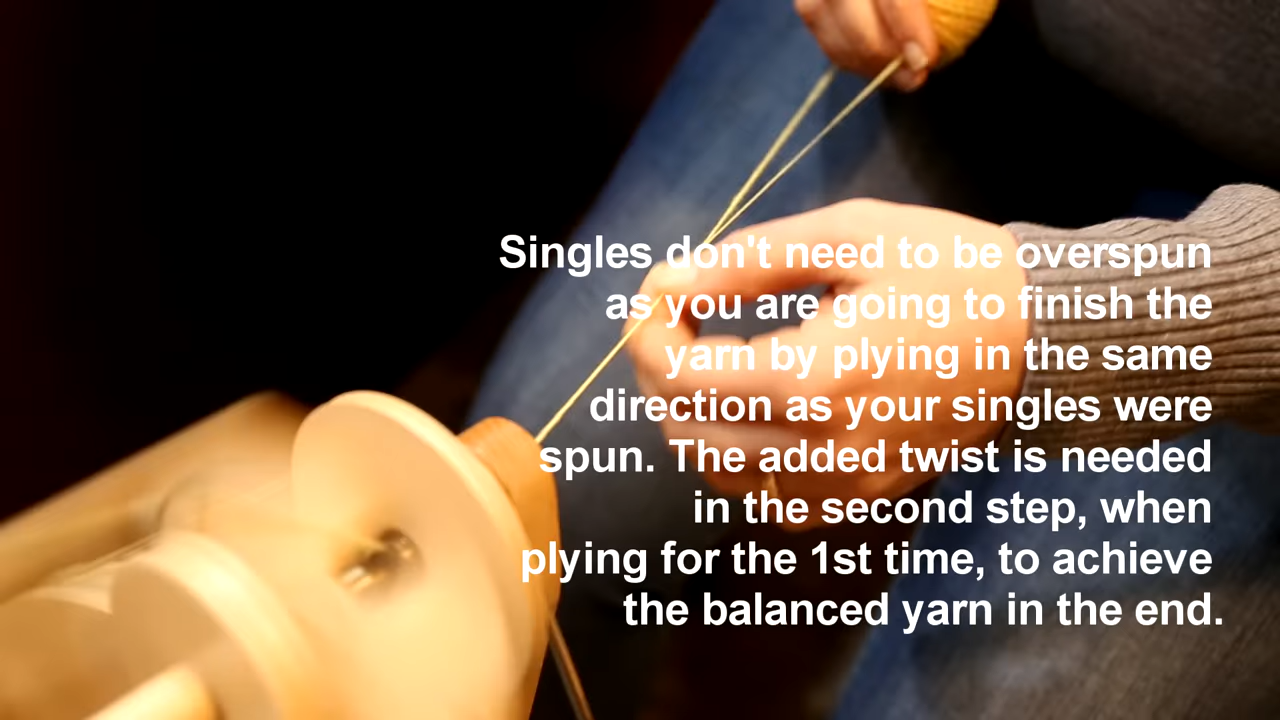 Singles don't need to be overspun
as you are going to finish the
yarn by plying in the same
direction as your singles were
spun. The added twist is needed
in the second step, when
plying for the 1st time, to achieve
the balanced yarn in the end.